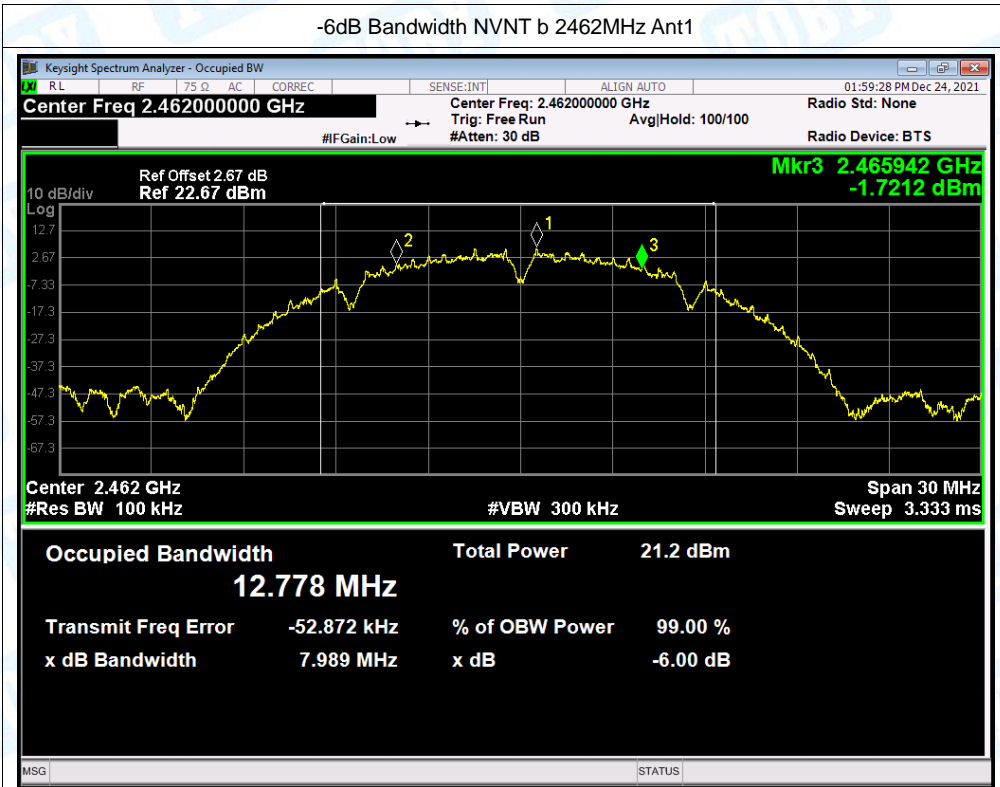 -6dB Bandwidth NVNT b 2462MHz Ant1
Keysight Spectrum Analyzer - Occupied BW
LXI RL RF 75 Ω AC CORREC SENSE:INT ALIGN AUTO 01:59:28 PM Dec 24, 2021
Center Freq 2.462000000 GHz
Center Freq: 2.462000000 GHz
Radio Std: None
Trig: Free Run Avg|Hold: 100/100
#IFGain:Low #Atten: 30 dB Radio Device: BTS
Ref Offset 2.67 dB
10 dB/div Ref 22.67 dBm
Mkr3 2.465942 GHz
-1.7212 dBm
Log
12.7
2.67
-7.33
-17.3
-27.3
-37.3
-47.3
-57.3
-67.3
2
1
3
Center 2.462 GHz Span 30 MHz
#Res BW 100 kHz #VBW 300 kHz Sweep 3.333 ms
Occupied Bandwidth Total Power 21.2 dBm
12.778 MHz
Transmit Freq Error -52.872 kHz % of OBW Power 99.00 %
x dB Bandwidth 7.989 MHz x dB -6.00 dB
MSG STATUS